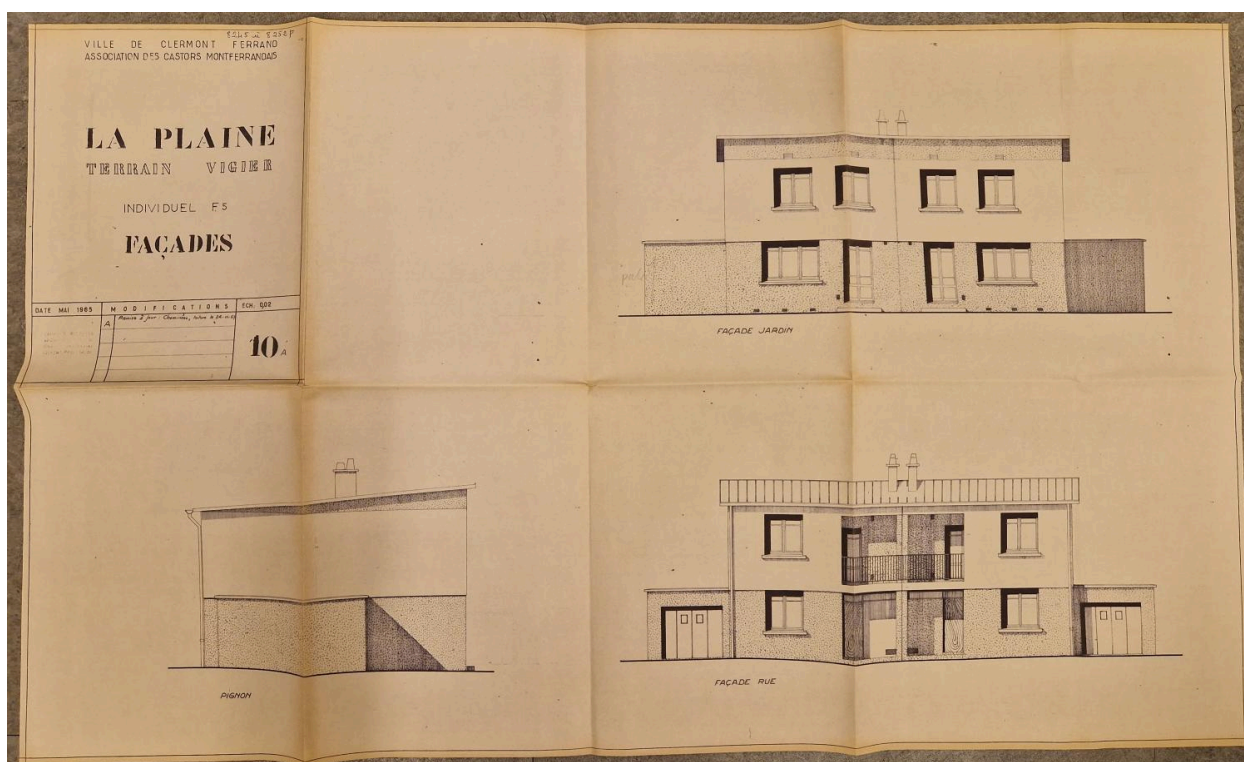 VILLE DE CLERMONT FERRAND
ASSOCIATION DES CASTORS MONTFERRANDAIS
LA PLAINE
TERRAIN VIGIER
INDIVIDUEL F5
FAÇADES
DATE MAI 1965
MODIFICATIONS
ECH. 0,02
A
10 A
FAÇADE JARDIN
PIGNON
FAÇADE RUE